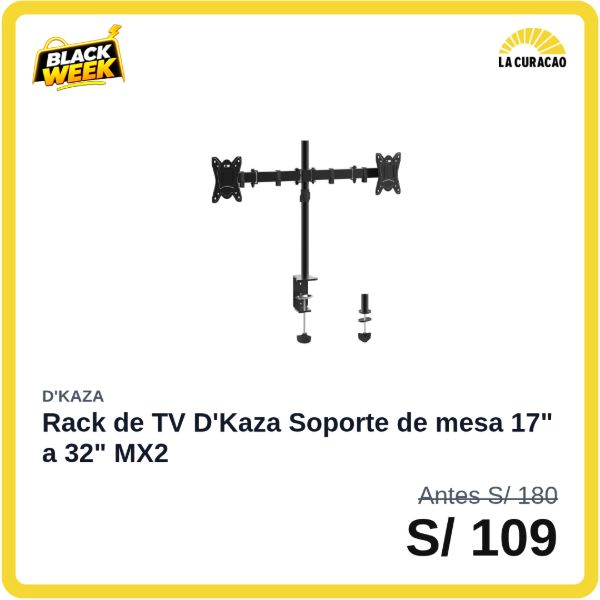 BLACK
WEEK
LA CURACAO
D'KAZA
Rack de TV D'Kaza Soporte de mesa 17"
a 32" MX2
Antes S/ 180
S/ 109